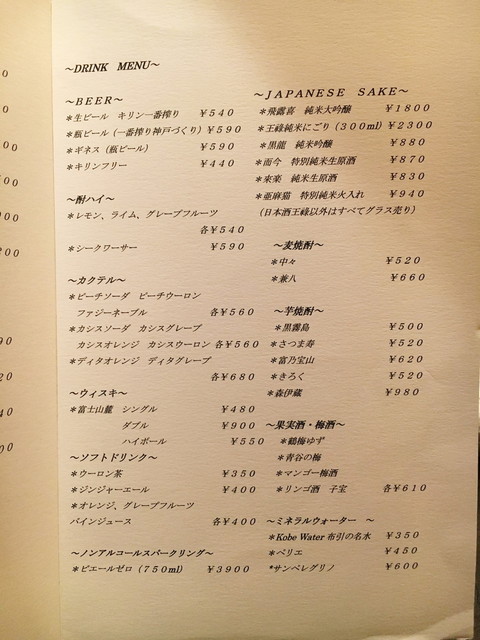 ～DRINK MENU～
～BEER～
＊生ビール キリン一番搾り ￥５４０
＊瓶ビール（一番搾り神戸づくり）￥５９０
＊ギネス（瓶ビール） ￥５９０
＊キリンフリー ￥４４０
～酎ハイ～
＊レモン、ライム、グレープフルーツ
各￥５４０
＊シークワーサー ￥５９０
～カクテル～
＊ピーチソーダ ピーチウーロン
ファジーネーブル 各￥５６０
＊カシスソーダ カシスグレープ
カシスオレンジ カシスウーロン 各￥５６０
＊ディタオレンジ ディタグレープ
各￥６８０
～ウィスキ～
＊富士山麓 シングル ￥４８０
ダブル ￥９００
ハイボール ￥５５０
～ソフトドリンク～
＊ウーロン茶 ￥３５０
＊ジンジャーエール ￥４００
＊オレンジ、グレープフルーツ
パインジュース 各￥４００
～ノンアルコールスパークリング～
＊ピエールゼロ（７５０ml） ￥３９００
～ＪＡＰＡＮＥＳＥ ＳＡＫＥ～
＊飛露喜 純米大吟醸 ￥１８００
＊王祿純米にごり（３００ml）￥２３００
＊黒龍 純米吟醸 ￥８８０
＊而今 特別純米生原酒 ￥８７０
＊来楽 純米生原酒 ￥８３０
＊亜麻猫 特別純米火入れ ￥９４０
（日本酒王祿以外はすべてグラス売り）
～麦焼酎～
＊中々 ￥５２０
＊兼八 ￥６６０
～芋焼酎～
＊黒霧島 ￥５００
＊さつま寿 ￥５２０
＊富乃宝山 ￥６２０
＊きろく ￥５２０
＊森伊蔵 ￥９８０
～果実酒・梅酒～
＊鶴梅ゆず
＊青谷の梅
＊マンゴー梅酒
＊リンゴ酒 子宝 各￥６１０
～ミネラルウォーター ～
＊Kobe Water 布引の名水 ￥３５０
＊ペリエ ￥４５０
*サンペレグリノ ￥６００